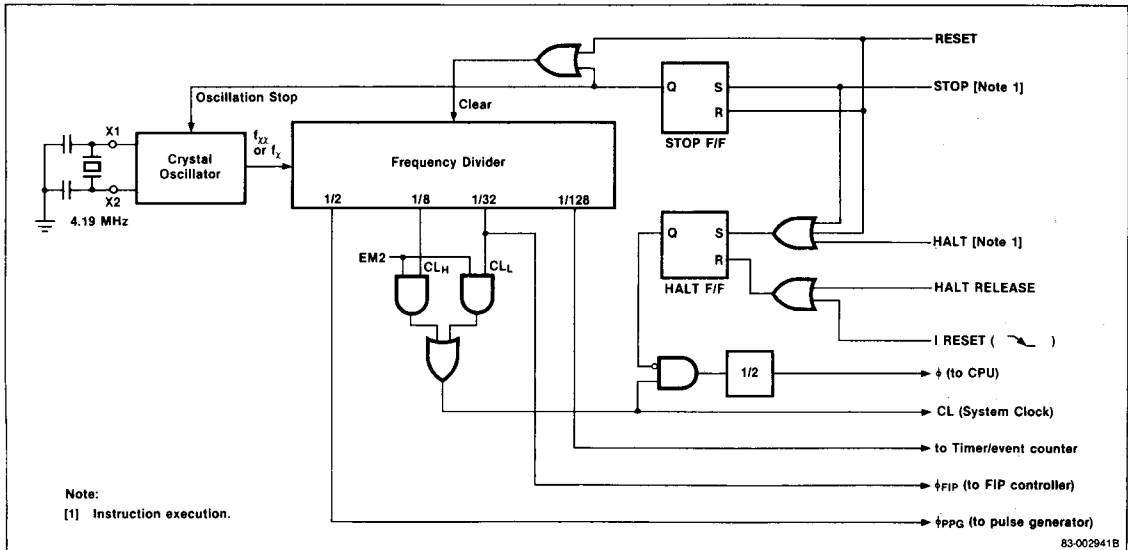 RESET
Oscillation Stop
Clear
Q S
R
STOP F/F
STOP [Note 1]
X1
X2
4.19 MHz
Crystal
Oscillator
fχχ
or fχ
Frequency Divider
1/2 1/8 1/32 1/128
EM2
CLH
CLL
Q S
R
HALT F/F
HALT [Note 1]
HALT RELEASE
I RESET ( )
1/2
ϕ (to CPU)
CL (System Clock)
to Timer/event counter
ϕFIP (to FIP controller)
ϕPPG (to pulse generator)
Note:
[1] Instruction execution.
83-002941B